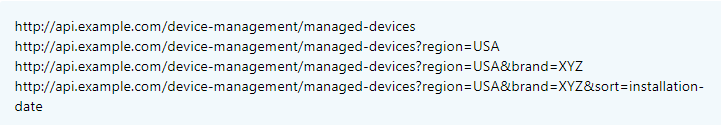 http://api.example.com/device-management/managed-devices
http://api.example.com/device-management/managed-devices?region=USA
http://api.example.com/device-management/managed-devices?region=USA&brand=XYZ
http://api.example.com/device-management/managed-devices?region=USA&brand=XYZ&sort=installation-
date